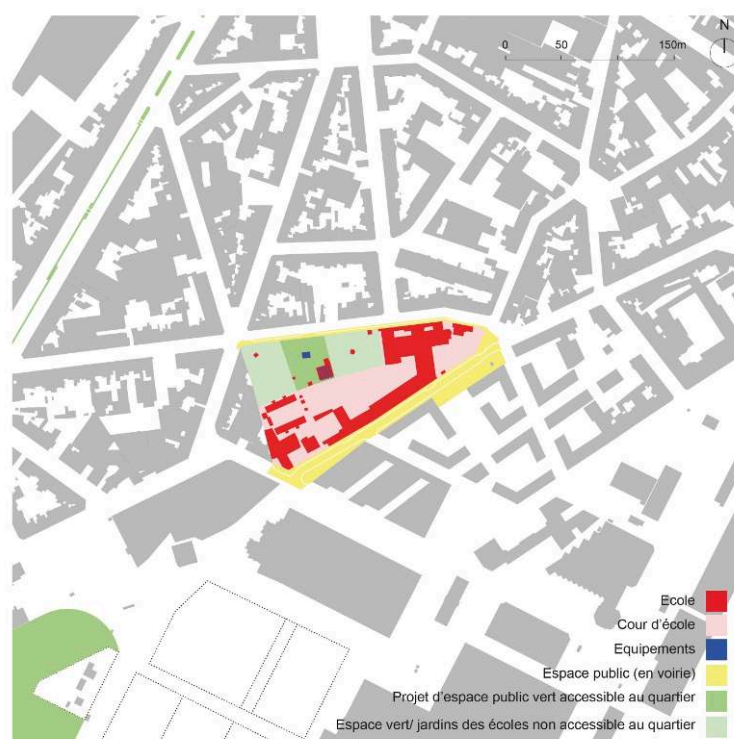 N
0 50 150m
Ecole
Cour d'école
Equipements
Espace public (en voirie)
Projet d'espace public vert accessible au quartier
Espace vert/ jardins des écoles non accessible au quartier